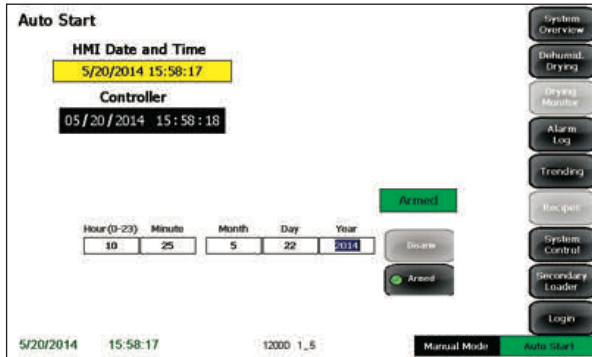 Auto Start
HMI Date and Time
5/20/2014 15:58:17
Controller
05/20/2014 15:58:18
Armed
Hour(0-23) Minute Month Day Year
10 25 5 22 2014
Disarm
Armed
System
Overview
Dehumid.
Drying
Drying
Monitor
Alarm
Log
Trending
Recipes
System
Control
Secondary
Loader
Login
5/20/2014 15:58:17 1200D 1_5 Manual Mode Auto Start